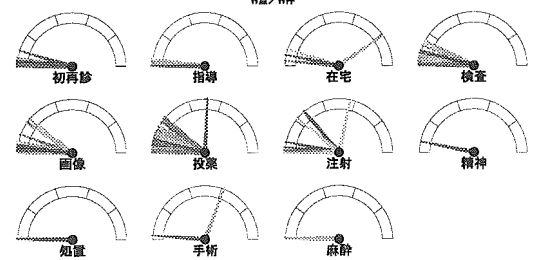 初再診 指導 在宅 検査
画像 投薬 注射 精神
処置 手術 麻酔